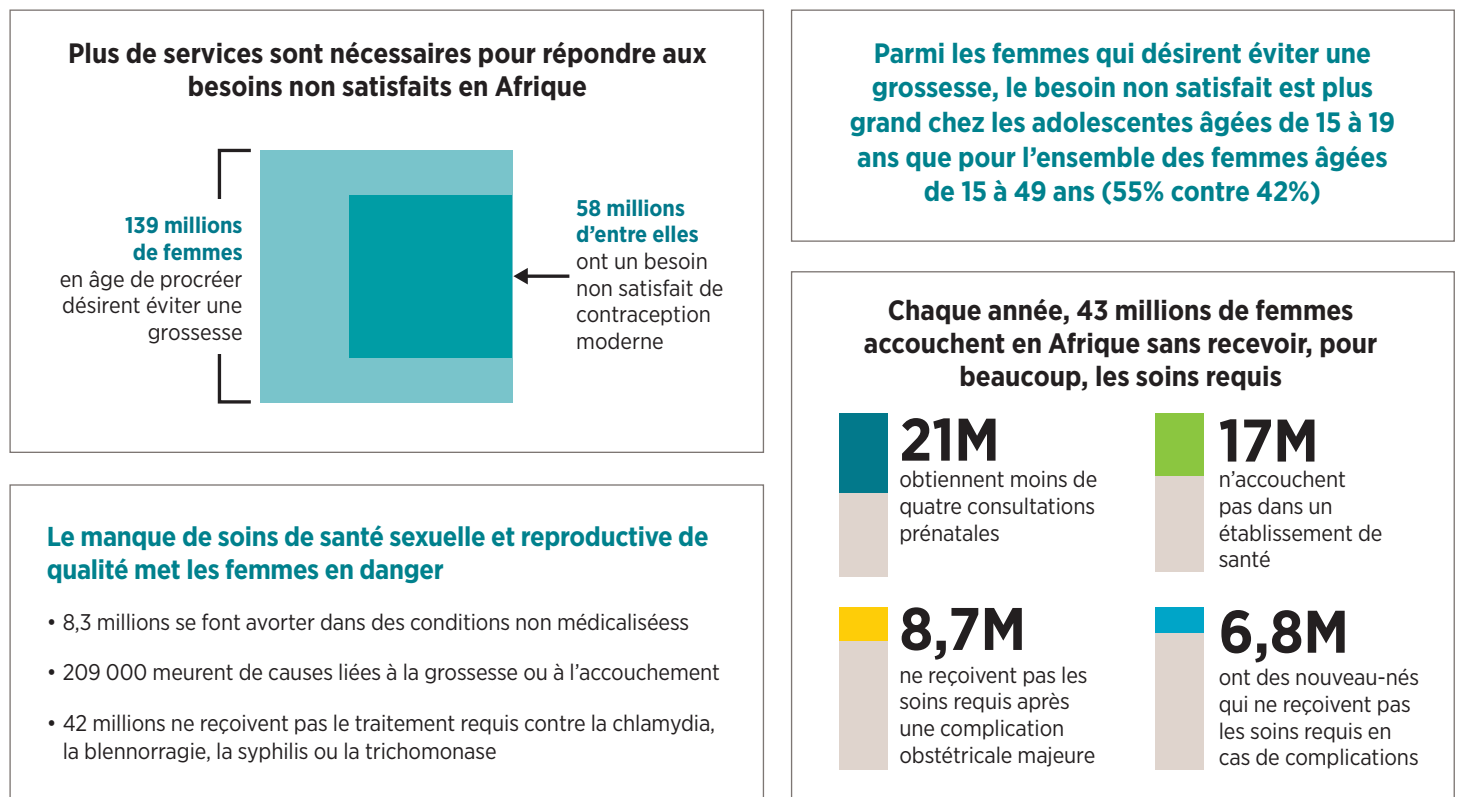 Plus de services sont nécessaires pour répondre aux
besoins non satisfaits en Afrique
139 millions
de femmes
en âge de procréer
désirent éviter une
grossesse
58 millions
d'entre elles
ont un besoin
non satisfait de
contraception
moderne
Le manque de soins de santé sexuelle et reproductive de
qualité met les femmes en danger
• 8,3 millions se font avorter dans des conditions non médicaliséess
• 209 000 meurent de causes liées à la grossesse ou à l'accouchement
• 42 millions ne reçoivent pas le traitement requis contre la chlamydia,
la blennorragie, la syphilis ou la trichomonase
Parmi les femmes qui désirent éviter une
grossesse, le besoin non satisfait est plus
grand chez les adolescentes âgées de 15 à 19
ans que pour l'ensemble des femmes âgées
de 15 à 49 ans (55% contre 42%)
Chaque année, 43 millions de femmes
accouchent en Afrique sans recevoir, pour
beaucoup, les soins requis
21M
obtiennent moins de
quatre consultations
prénatales
17M
n'accouchent
pas dans un
établissement de
santé
8,7M
ne reçoivent pas les
soins requis après
une complication
obstétricale majeure
6,8M
ont des nouveau-nés
qui ne reçoivent pas
les soins requis en
cas de complications